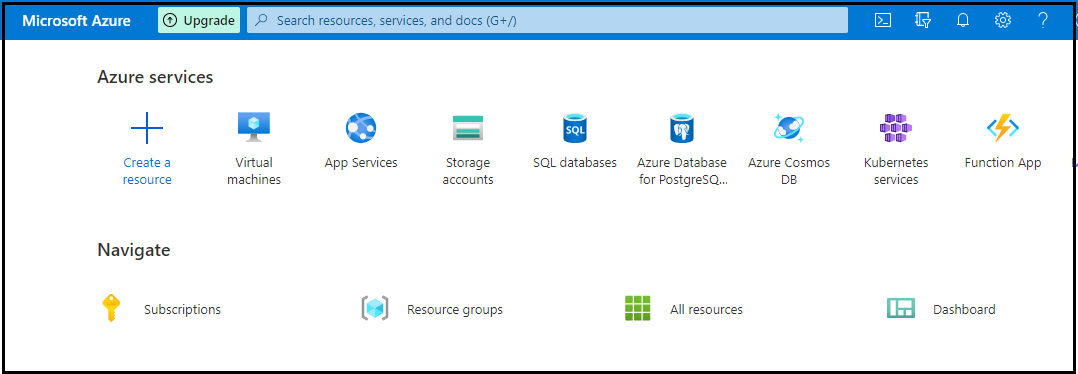 Microsoft Azure
Upgrade
Search resources, services, and docs (G+/)
Azure services
Create a
resource
Virtual
machines
App Services
Storage
accounts
SQL
SQL databases
Azure Database
for PostgreSQ...
Azure Cosmos
DB
Kubernetes
services
Function App
Navigate
Subscriptions
Resource groups
All resources
Dashboard